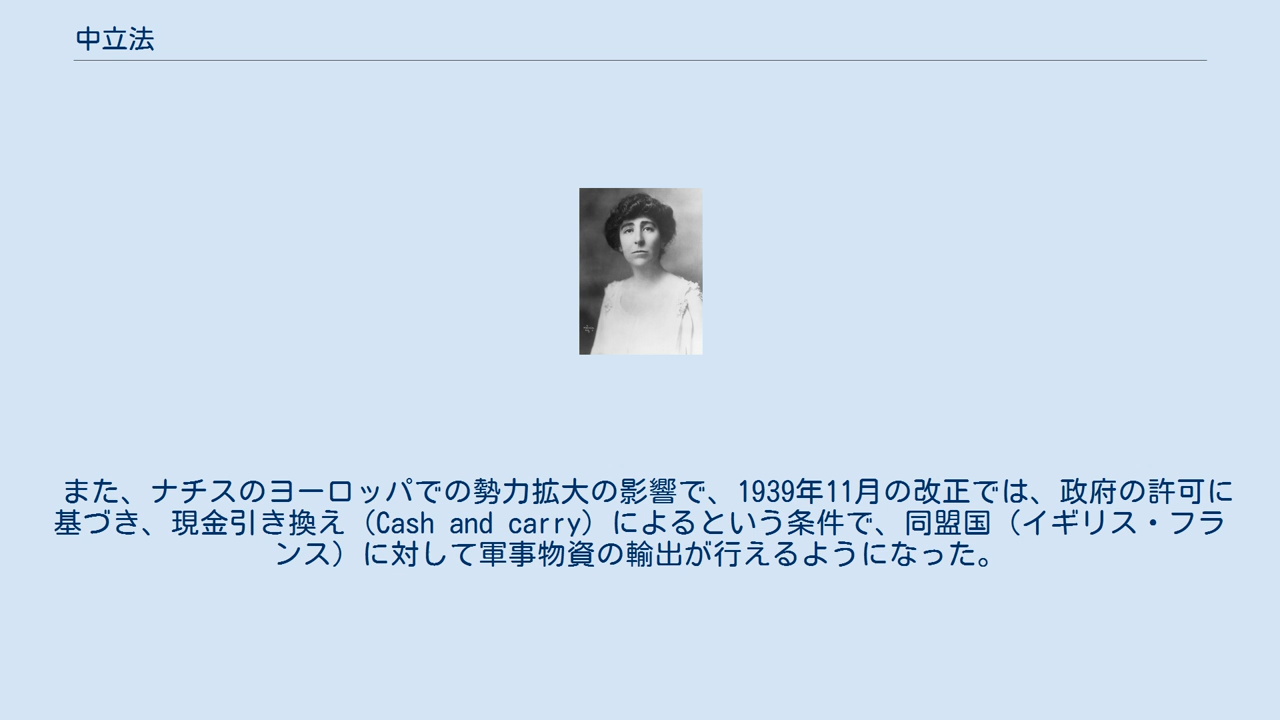 中立法
また、ナチスのヨーロッパでの勢力拡大の影響で、1939年11月の改正では、政府の許可に
基づき、現金引き換え（Cash and carry）によるという条件で、同盟国（イギリス・フラ
ンス）に対して軍事物資の輸出が行えるようになった。